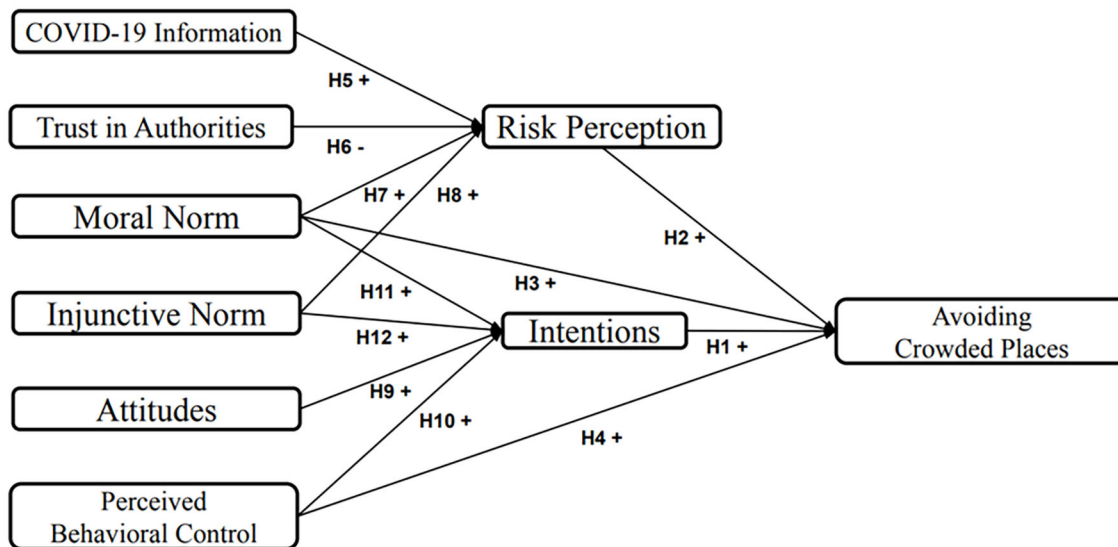 COVID-19 Information
H5 +
Trust in Authorities
Risk Perception
H6 -
H7 +
H8 +
Moral Norm
H2 +
H11 +
H3 +
Injunctive Norm
H12 +
Intentions
H1 +
Avoiding
Crowded Places
Attitudes
H9 +
H10 +
H4 +
Perceived
Behavioral Control